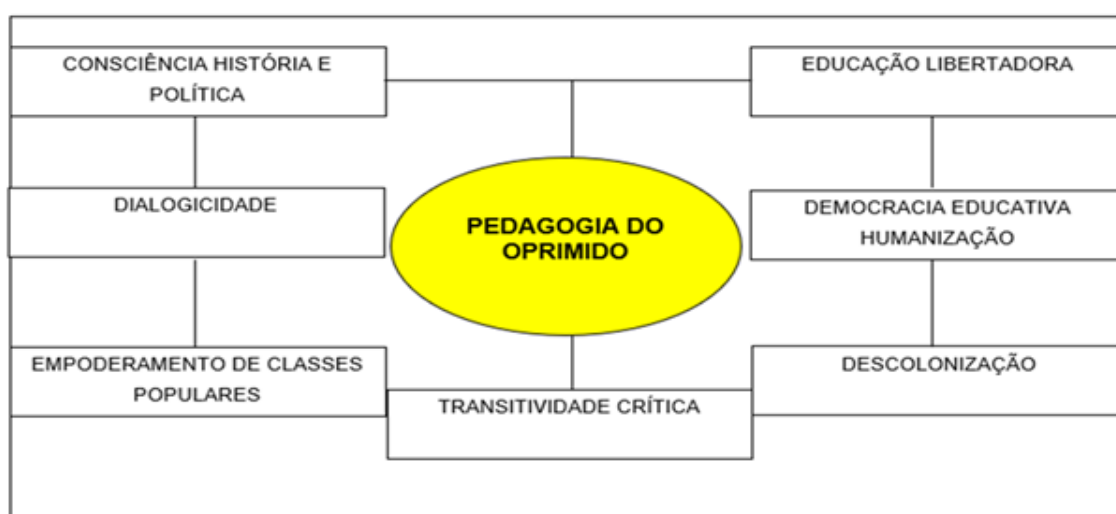 CONSCIÊNCIA HISTÓRIA E
POLÍTICA
EDUCAÇÃO LIBERTADORA
DIALOGICIDADE
PEDAGOGIA DO
OPRIMIDO
DEMOCRACIA EDUCATIVA
HUMANIZAÇÃO
EMPODERAMENTO DE CLASSES
POPULARES
TRANSITIVIDADE CRÍTICA
DESCOLONIZAÇÃO